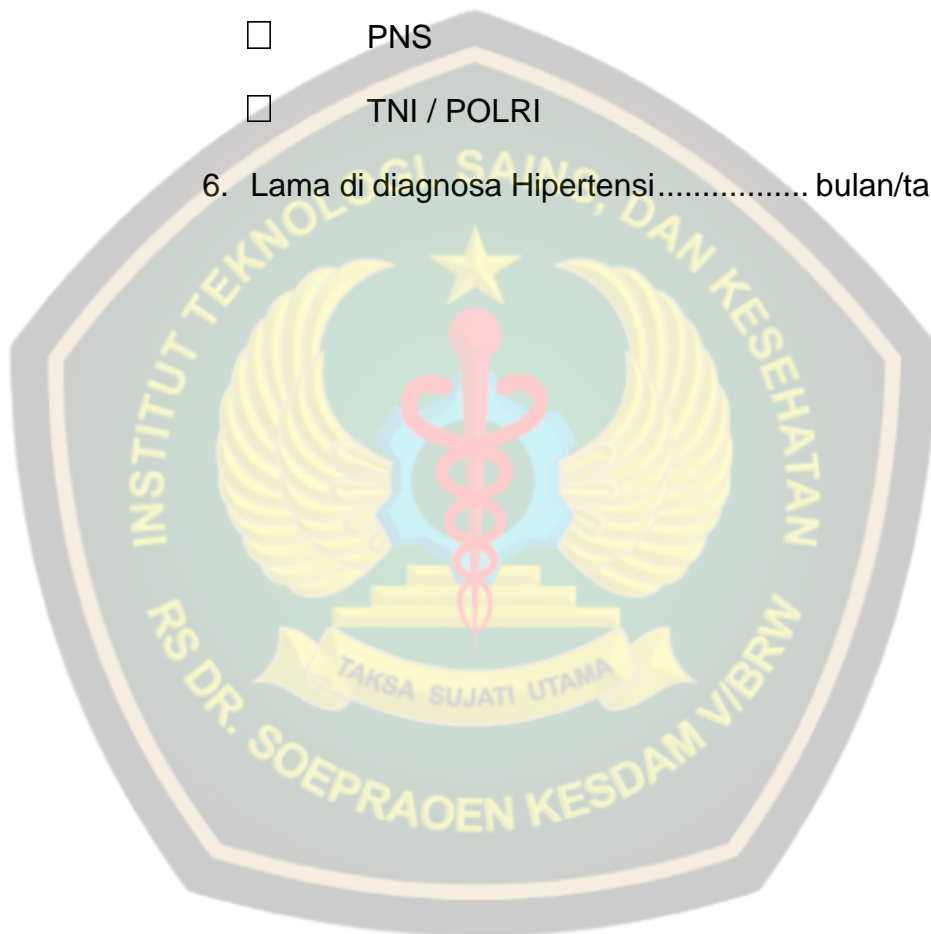 ☐ PNS
☐ TNI / POLRI
6. Lama di diagnosa Hipertensi................. bulan/ta
INSTITUT TEKNOLOGI, SAINS, DAN KESEHATAN
TAKSA SUJATI UTAMA
RS DR. SOEPRAOEN KESDAM V/BRW